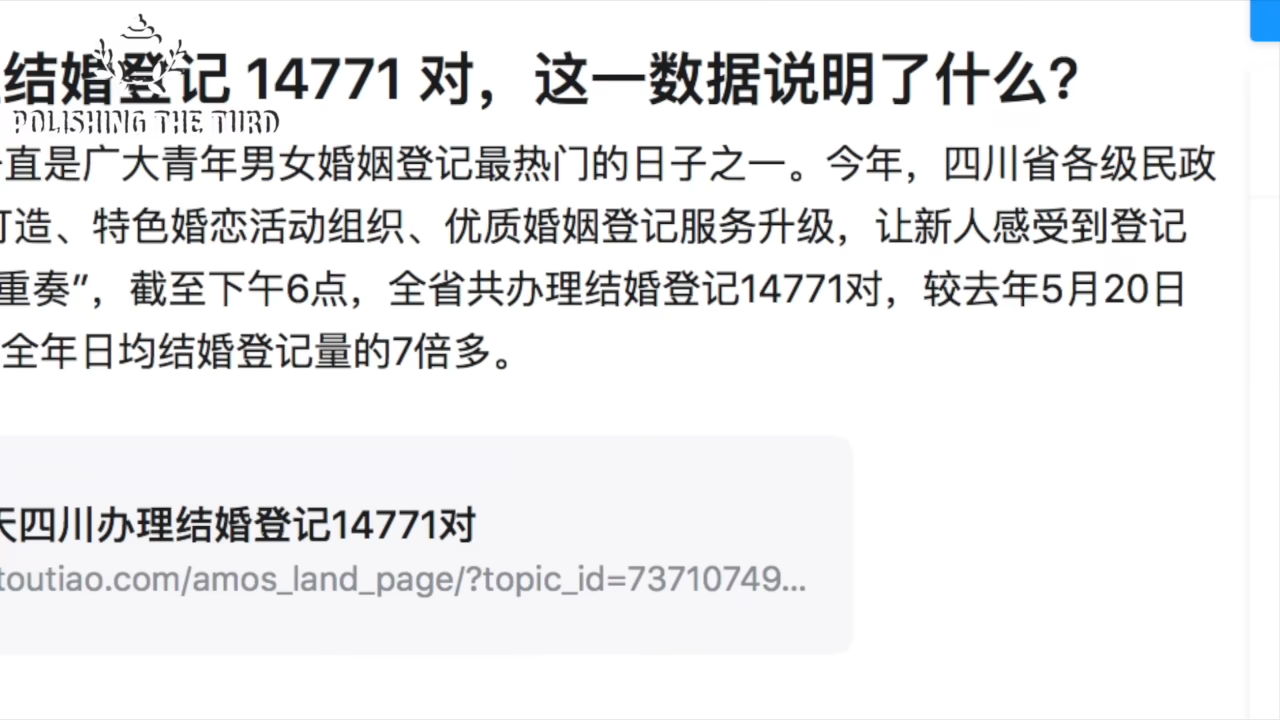 结婚登记 14771 对，这一数据说明了什么？
POLISHING THE TURD
直是广大青年男女婚姻登记最热门的日子之一。今年，四川省各级民政
打造、特色婚恋活动组织、优质婚姻登记服务升级，让新人感受到登记
重奏”，截至下午6点，全省共办理结婚登记14771对，较去年5月20日
全年日均结婚登记量的7倍多。
天四川办理结婚登记14771对
toutiao.com/amos_land_page/?topic_id=73710749...